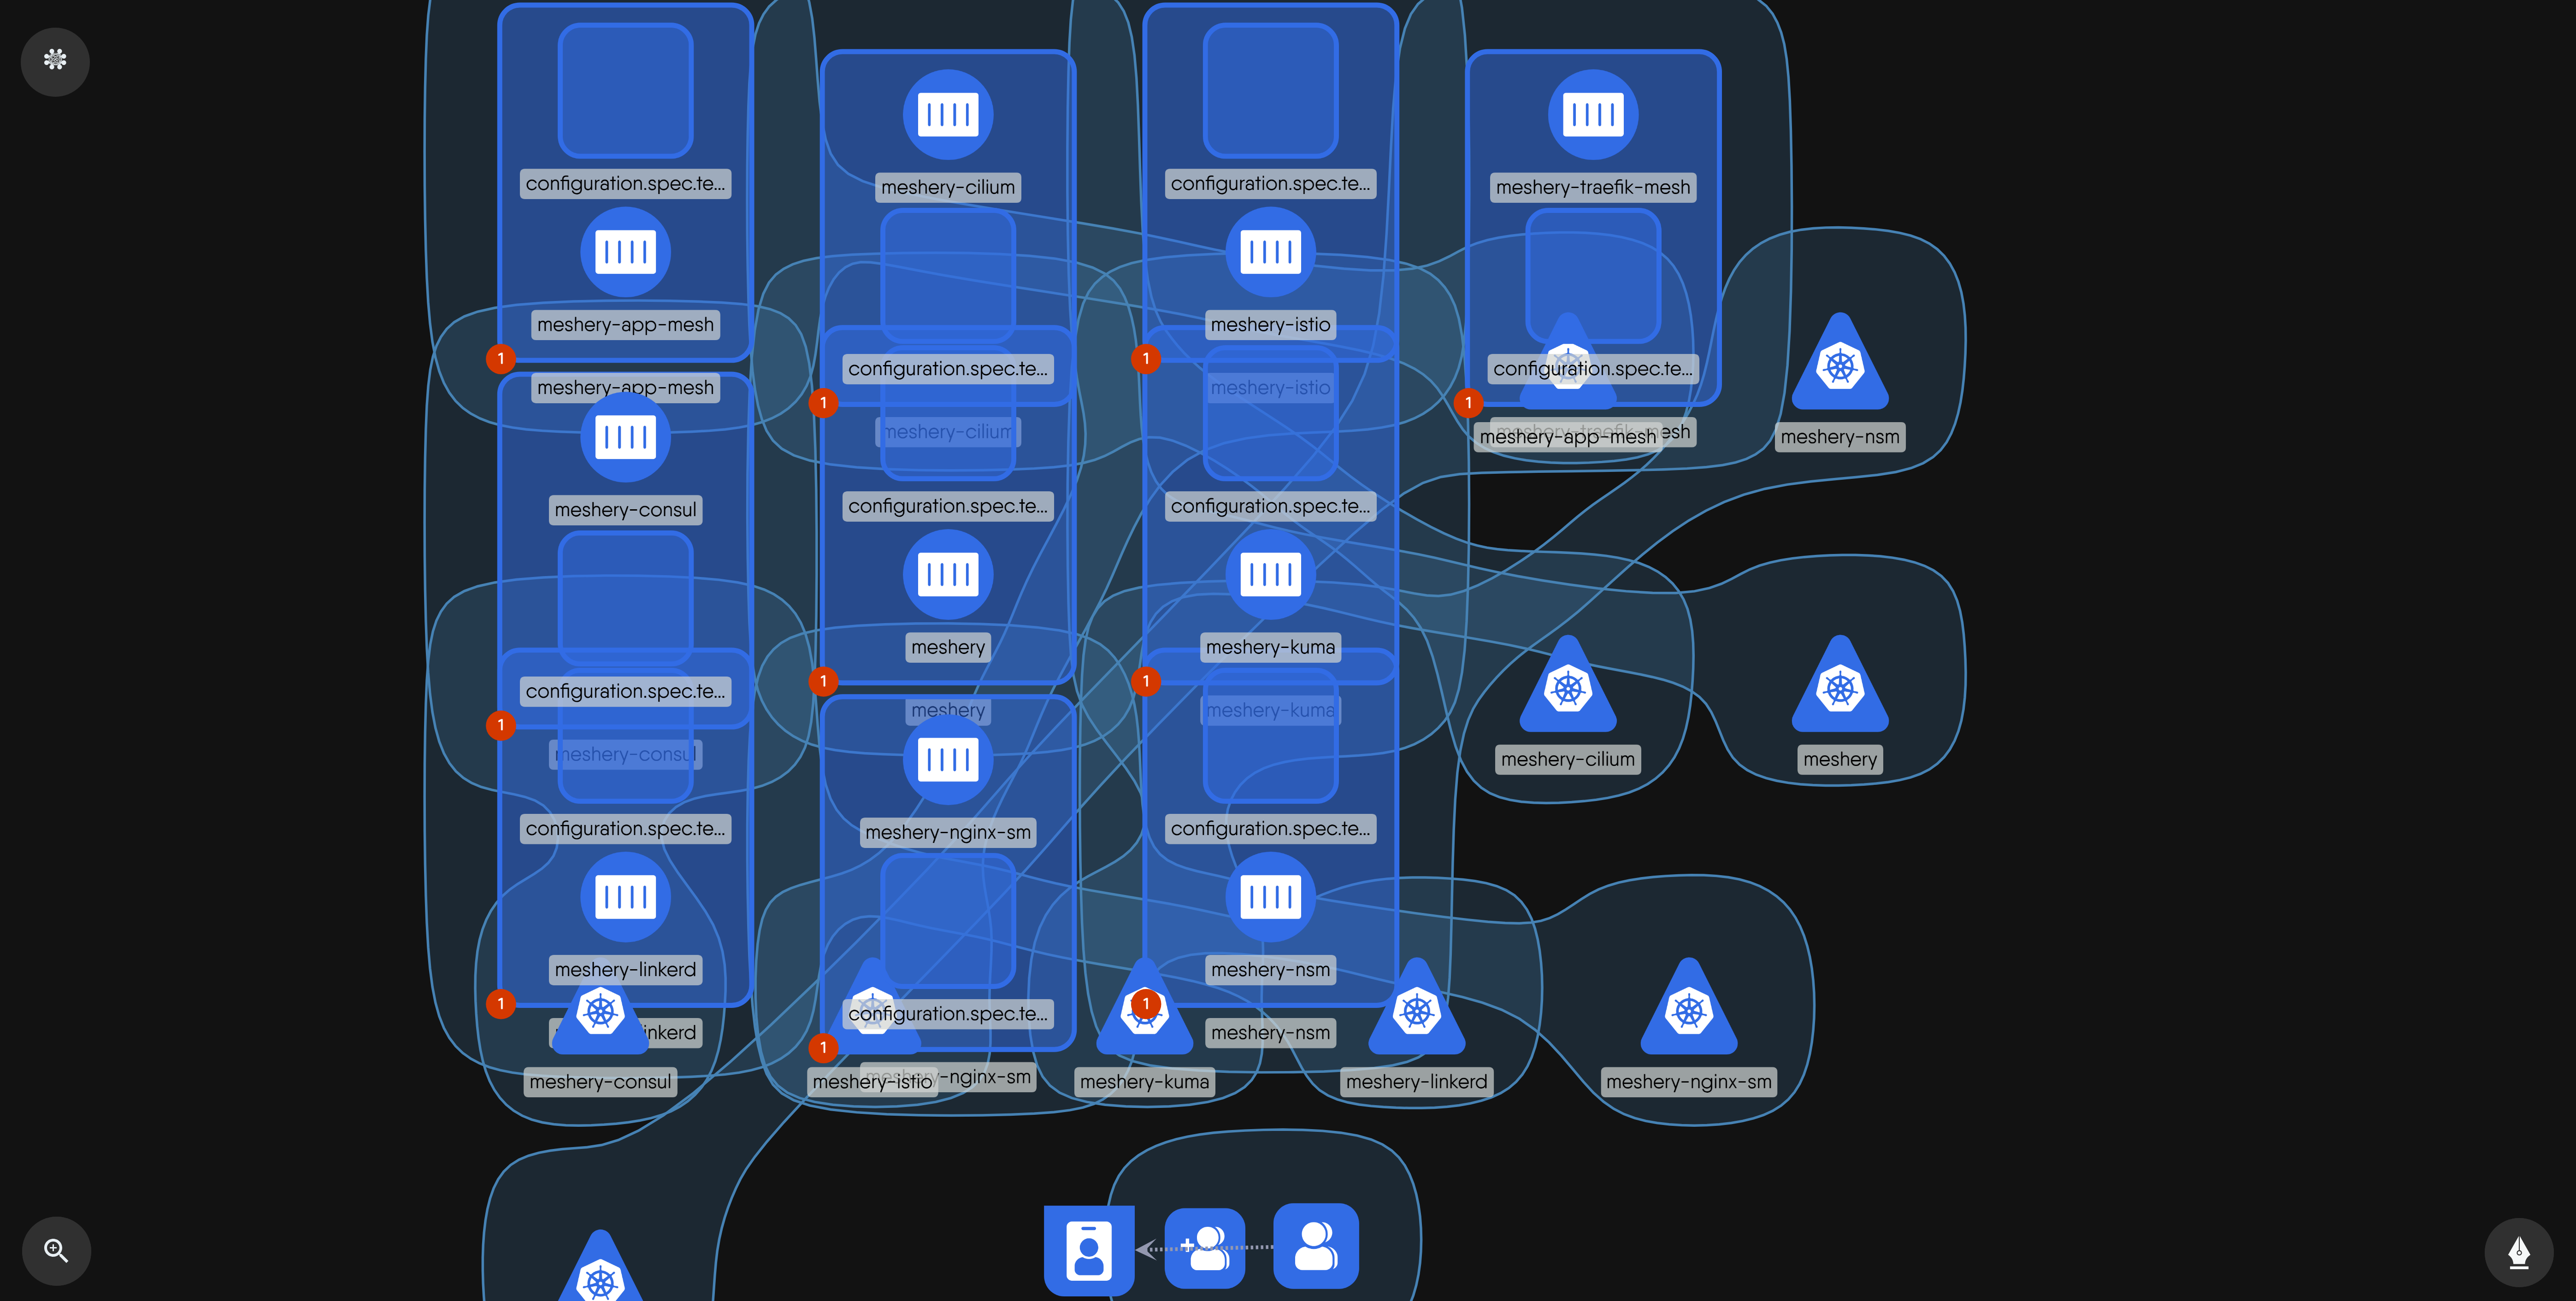 configuration.spec.te...
configuration.spec.te...
meshery-cilium
meshery-traefik-mesh
meshery-app-mesh
meshery-istio
1
1
configuration.spec.te...
configuration.spec.te...
meshery-app-mesh
meshery-istio
1
1
meshery-cilium
meshery-app-mesh
meshery-nsm
meshery-consul
configuration.spec.te...
configuration.spec.te...
meshery
meshery-kuma
1
1
configuration.spec.te...
meshery
meshery-kuma
1
meshery-consul
meshery-cilium
meshery
configuration.spec.te...
meshery-nginx-sm
configuration.spec.te...
meshery-linkerd
meshery-nsm
1
1
configuration.spec.te...
inkerd
meshery-nsm
1
meshery-consul
meshery-istio
-nginx-sm
meshery-kuma
meshery-linkerd
meshery-nginx-sm